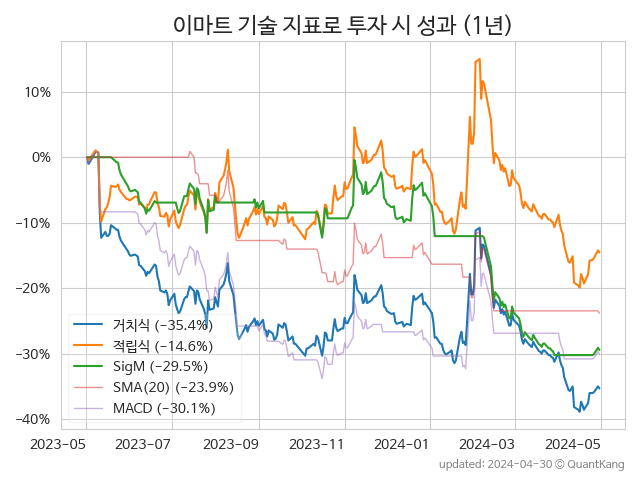 이마트 기술 지표로 투자 시 성과 (1년)
10%
0%
−10%
−20%
−30%
−40%
거치식 (−35.4%)
적립식 (−14.6%)
SigM (−29.5%)
SMA(20) (−23.9%)
MACD (−30.1%)
2023-05 2023-07 2023-09 2023-11 2024-01 2024-03 2024-05
updated: 2024-04-30 © QuantKang